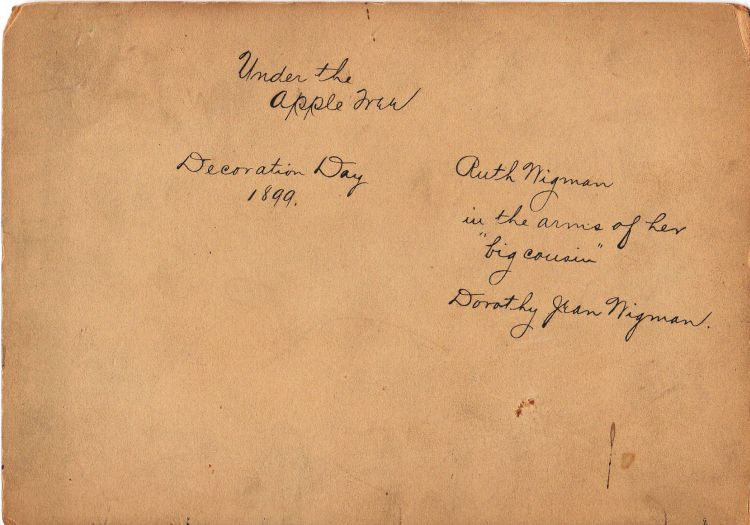 Under the
Apple Tree
Decoration Day
1899.
Ruth Wigman
in the arms of her
"big cousin"
Dorothy Jean Wigman.